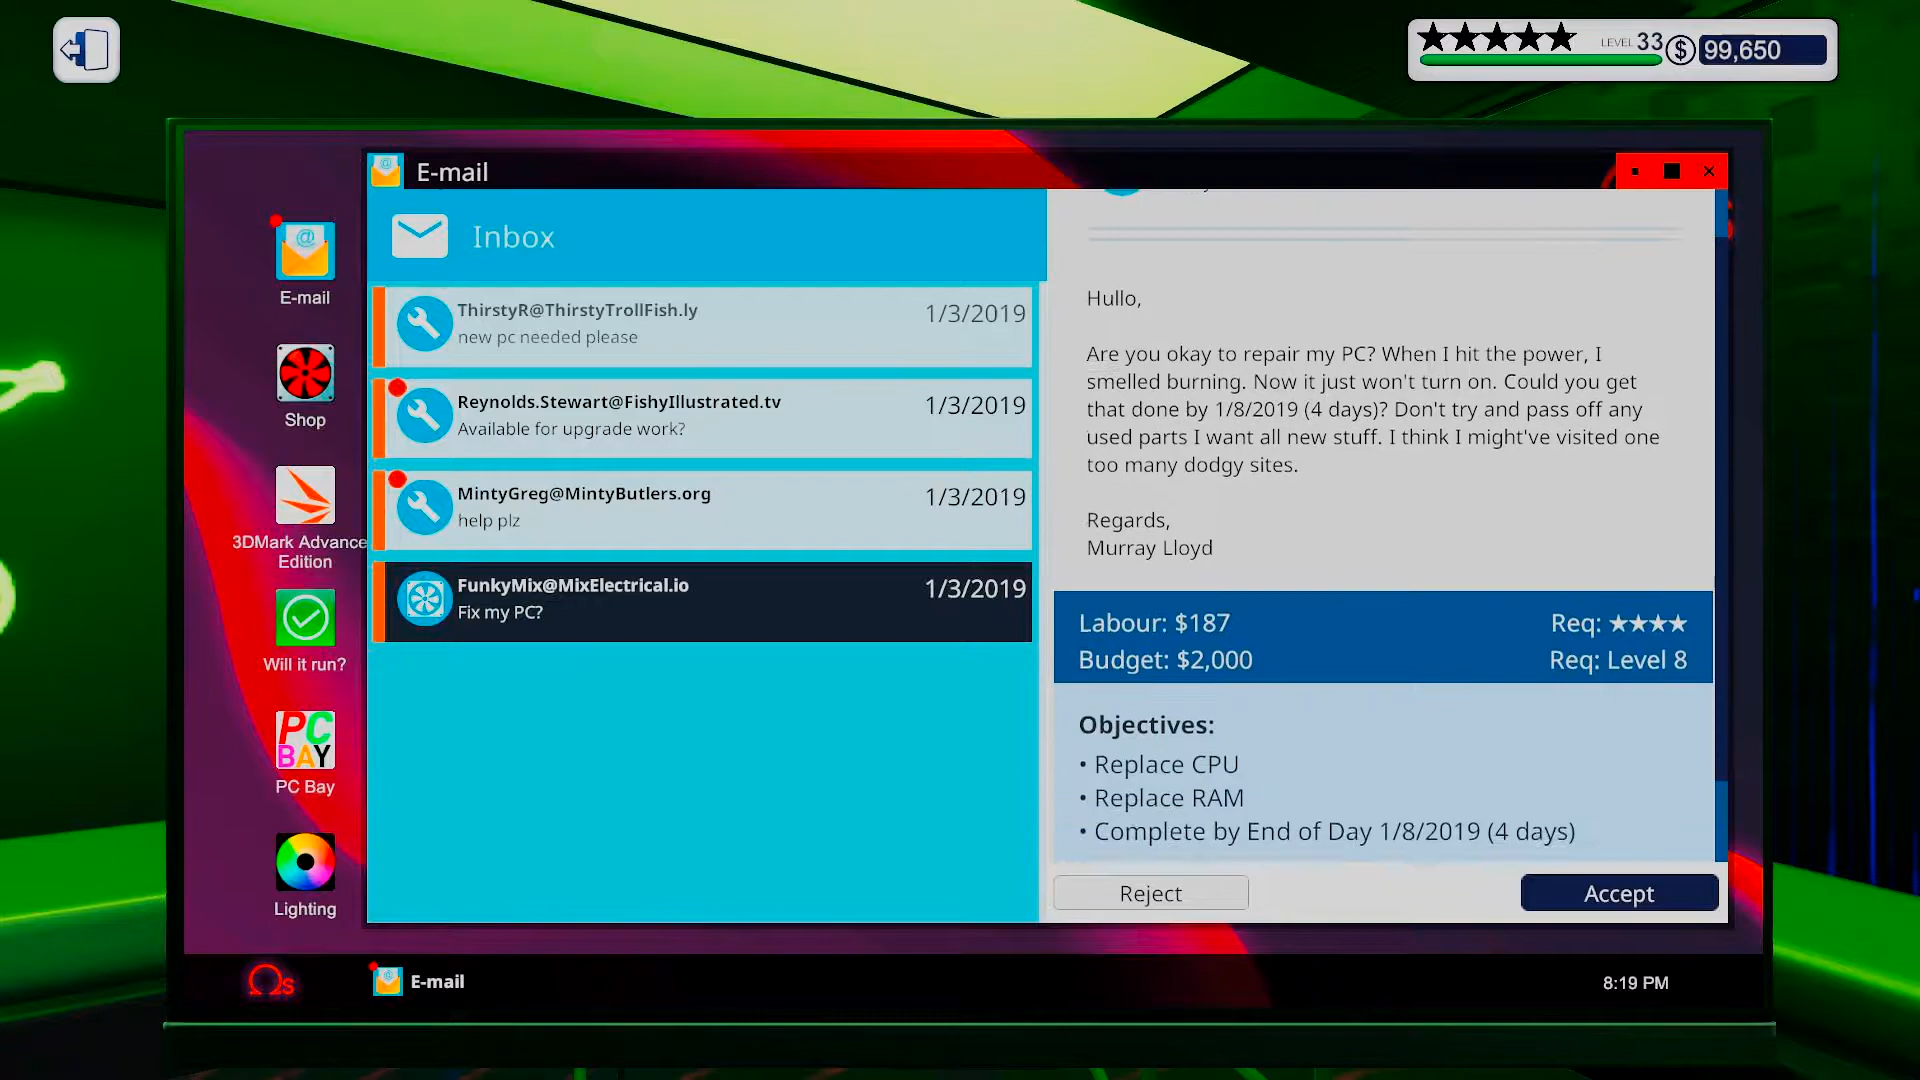 LEVEL 33
99,650
E-mail
Inbox
ThirstyR@ThirstyTrollFish.ly
1/3/2019
new pc needed please
Reynolds.Stewart@FishyIllustrated.tv
1/3/2019
Available for upgrade work?
MintyGreg@MintyButlers.org
1/3/2019
help plz
FunkyMix@MixElectrical.io
1/3/2019
Fix my PC?
E-mail
Shop
3DMark Advance
Edition
Will it run?
PC
BAY
PC Bay
Lighting
Hullo,
Are you okay to repair my PC? When I hit the power, I
smelled burning. Now it just won't turn on. Could you get
that done by 1/8/2019 (4 days)? Don't try and pass off any
used parts I want all new stuff. I think I might've visited one
too many dodgy sites.
Regards,
Murray Lloyd
Labour: $187
Req: ★★★★
Budget: $2,000
Req: Level 8
Objectives:
• Replace CPU
• Replace RAM
• Complete by End of Day 1/8/2019 (4 days)
Reject
Accept
Ωs
E-mail
8:19 PM